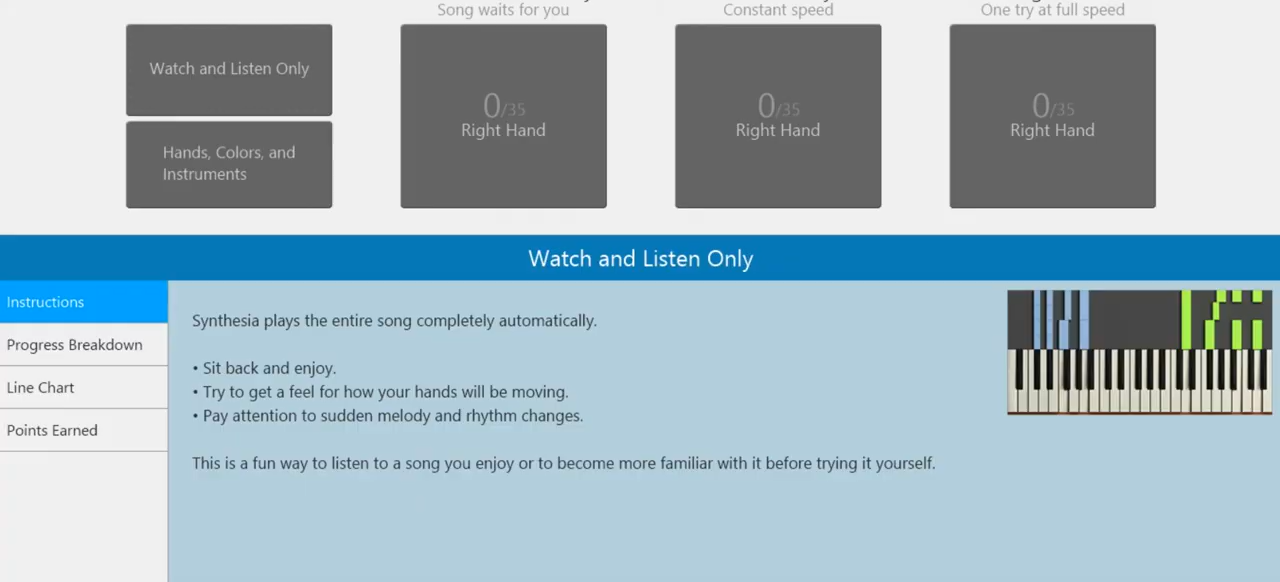 Song waits for you
Constant speed
One try at full speed
Watch and Listen Only
Hands, Colors, and
Instruments
0/35
Right Hand
0/35
Right Hand
0/35
Right Hand
Watch and Listen Only
Instructions
Progress Breakdown
Line Chart
Points Earned
Synthesia plays the entire song completely automatically.
• Sit back and enjoy.
• Try to get a feel for how your hands will be moving.
• Pay attention to sudden melody and rhythm changes.
This is a fun way to listen to a song you enjoy or to become more familiar with it before trying it yourself.